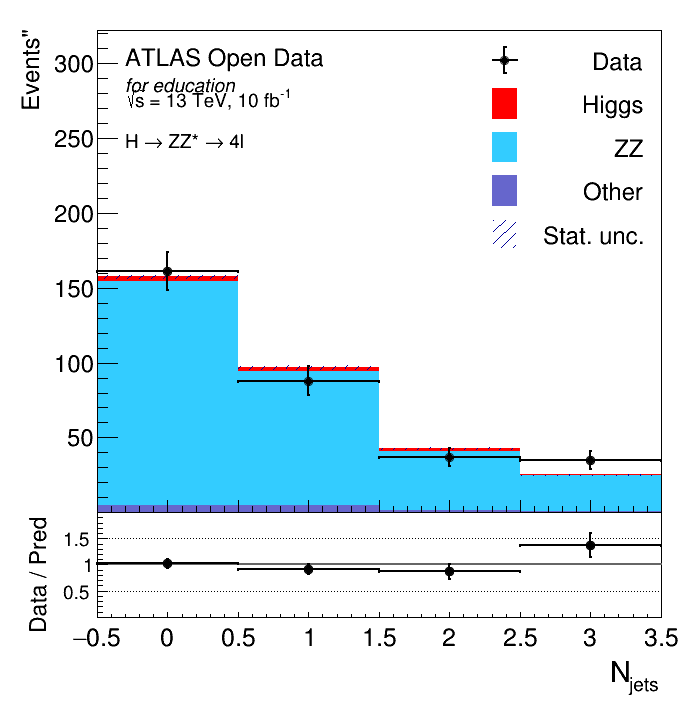 Events"
300
250
200
150
100
50
ATLAS Open Data
for education
√s = 13 TeV, 10 fb-1
H → ZZ* → 4l
Data
Higgs
ZZ
Other
Stat. unc.
Data / Pred
1.5
1
0.5
−0.5 0 0.5 1 1.5 2 2.5 3 3.5
Njets